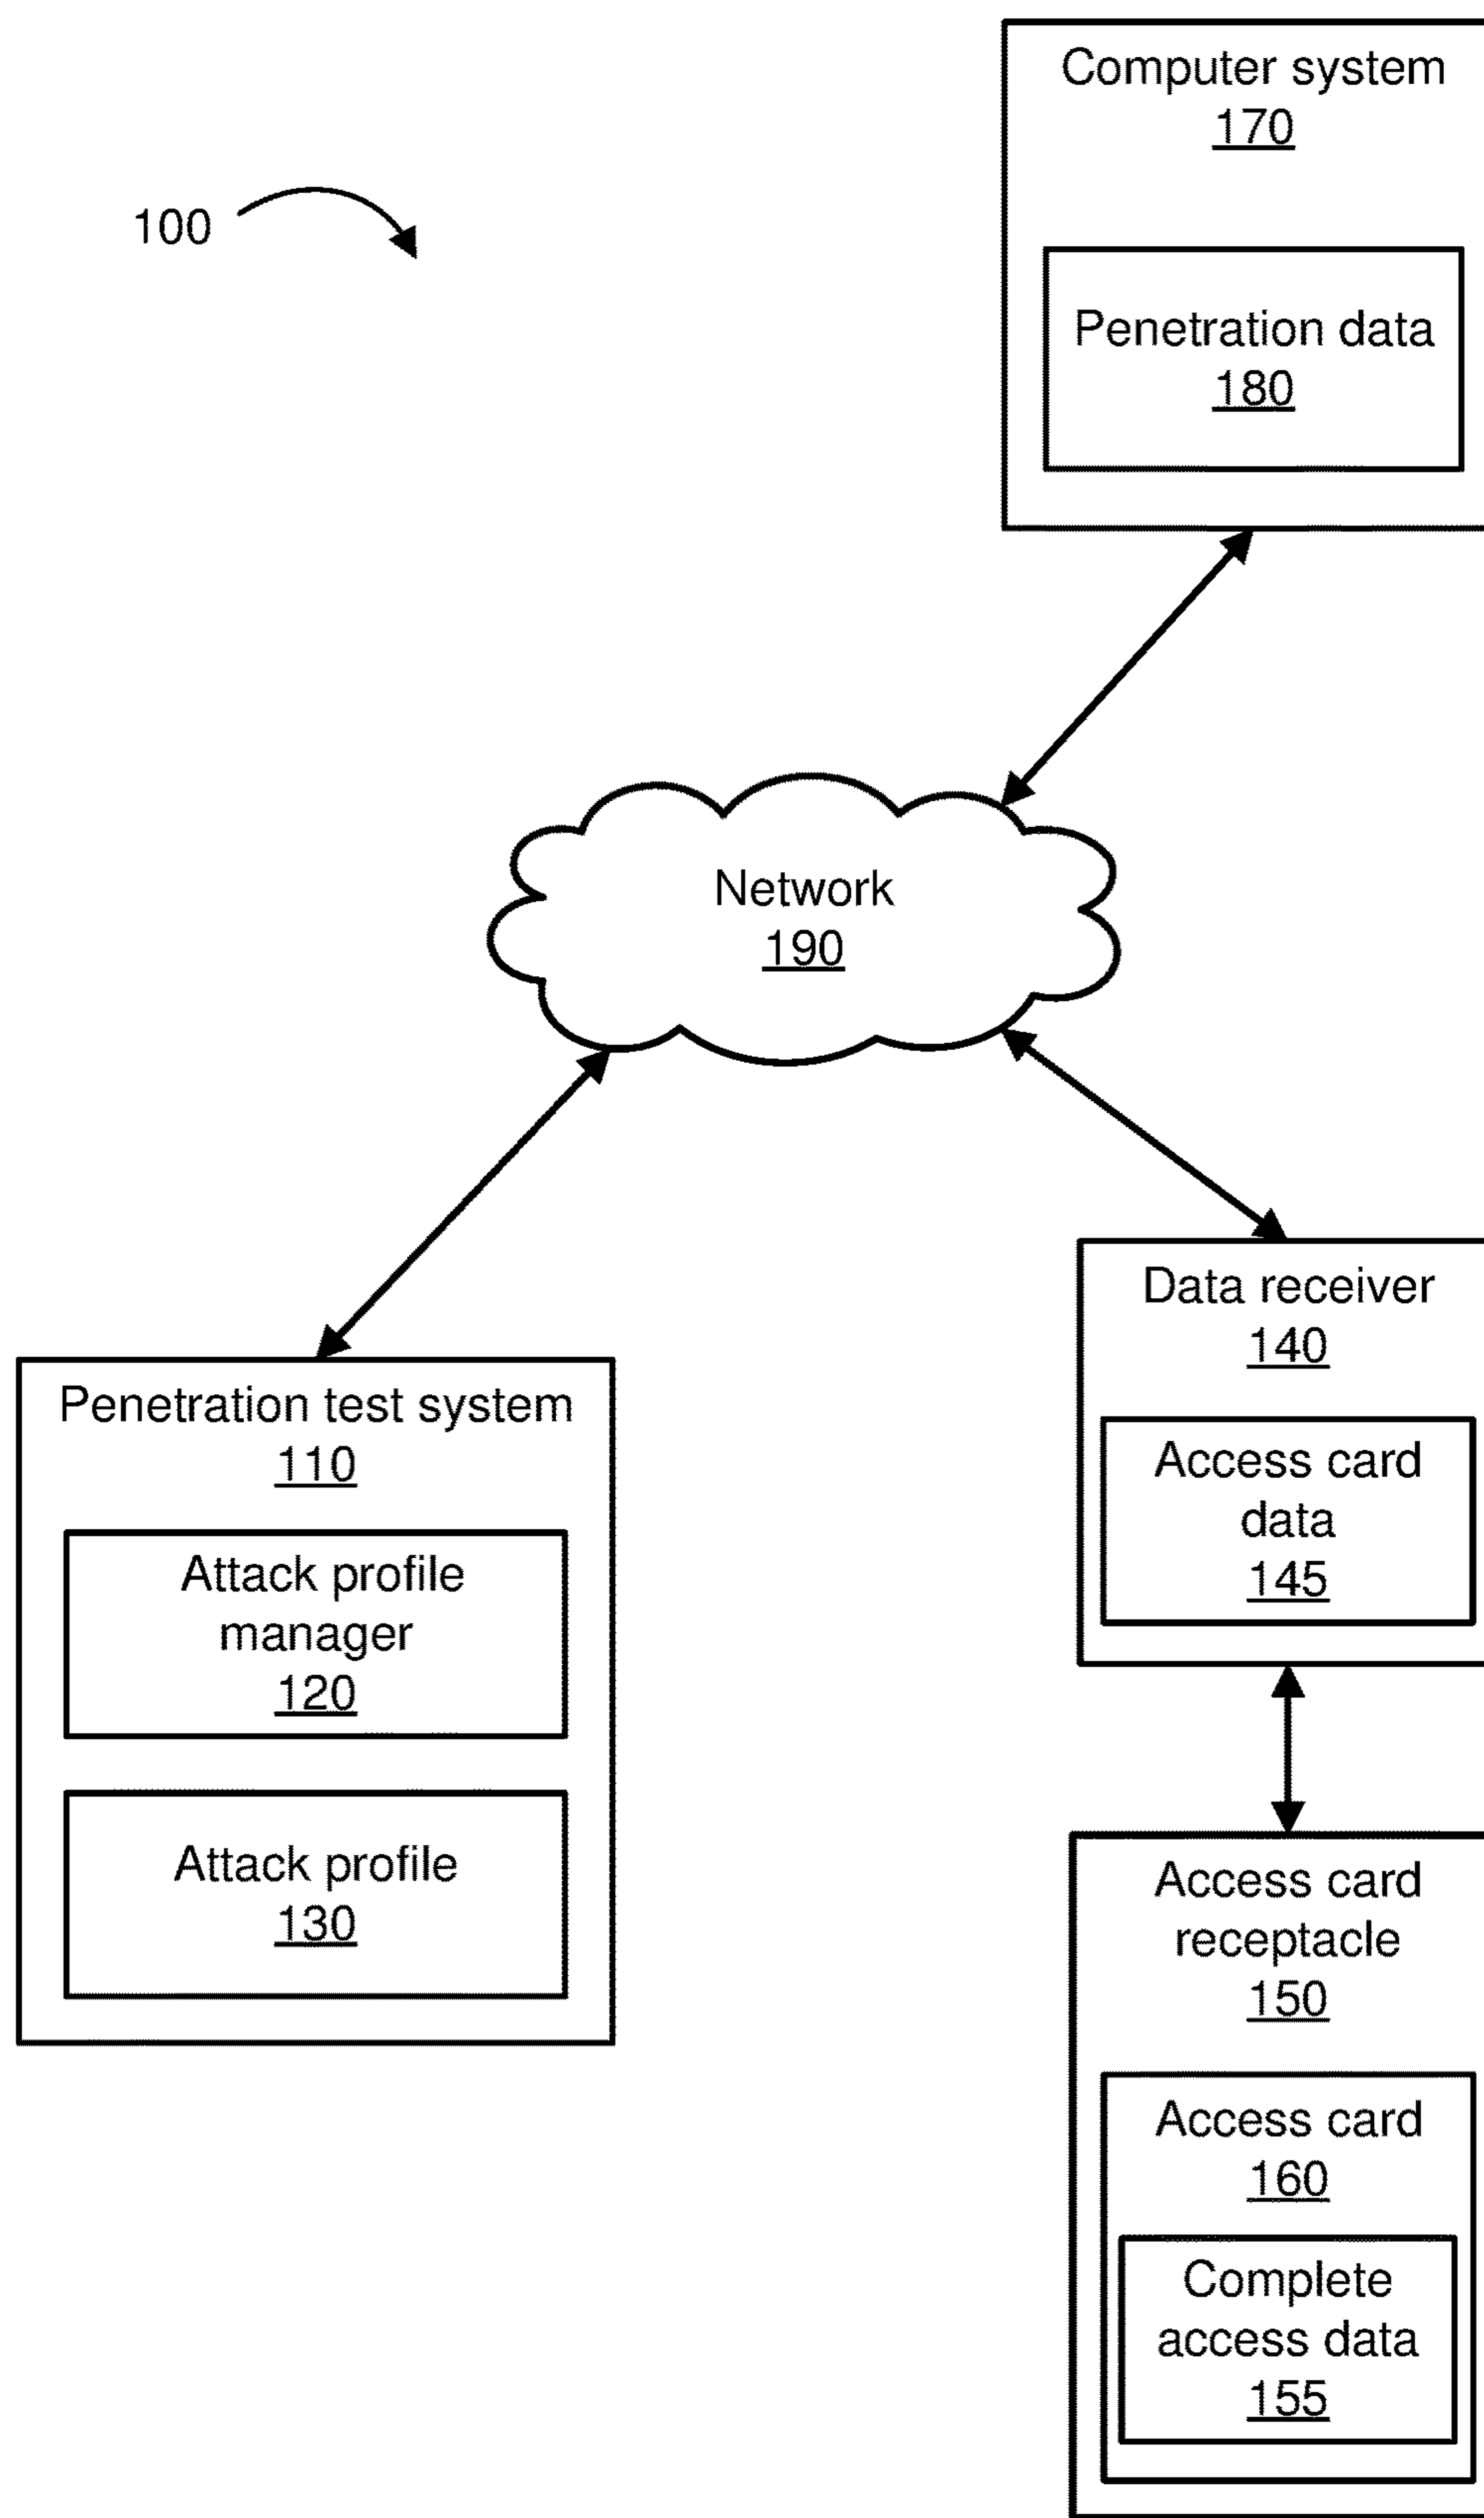 Computer system
170
100
Penetration data
180
Network
190
Data receiver
140
Penetration test system
110
Access card
data
145
Attack profile
manager
120
Attack profile
130
Access card
receptacle
150
Access card
160
Complete
access data
155